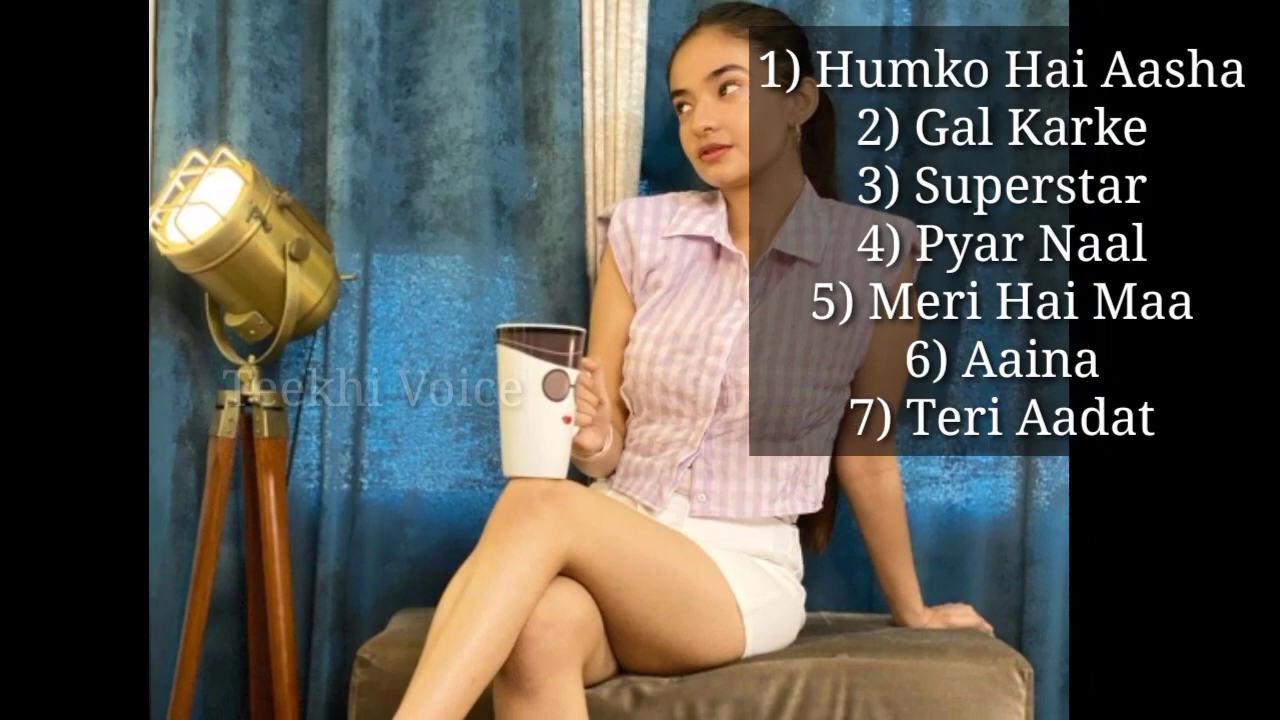 1) Humko Hai Aasha
2) Gal Karke
3) Superstar
4) Pyar Naal
5) Meri Hai Maa
6) Aaina
7) Teri Aadat
Teekhi Voice